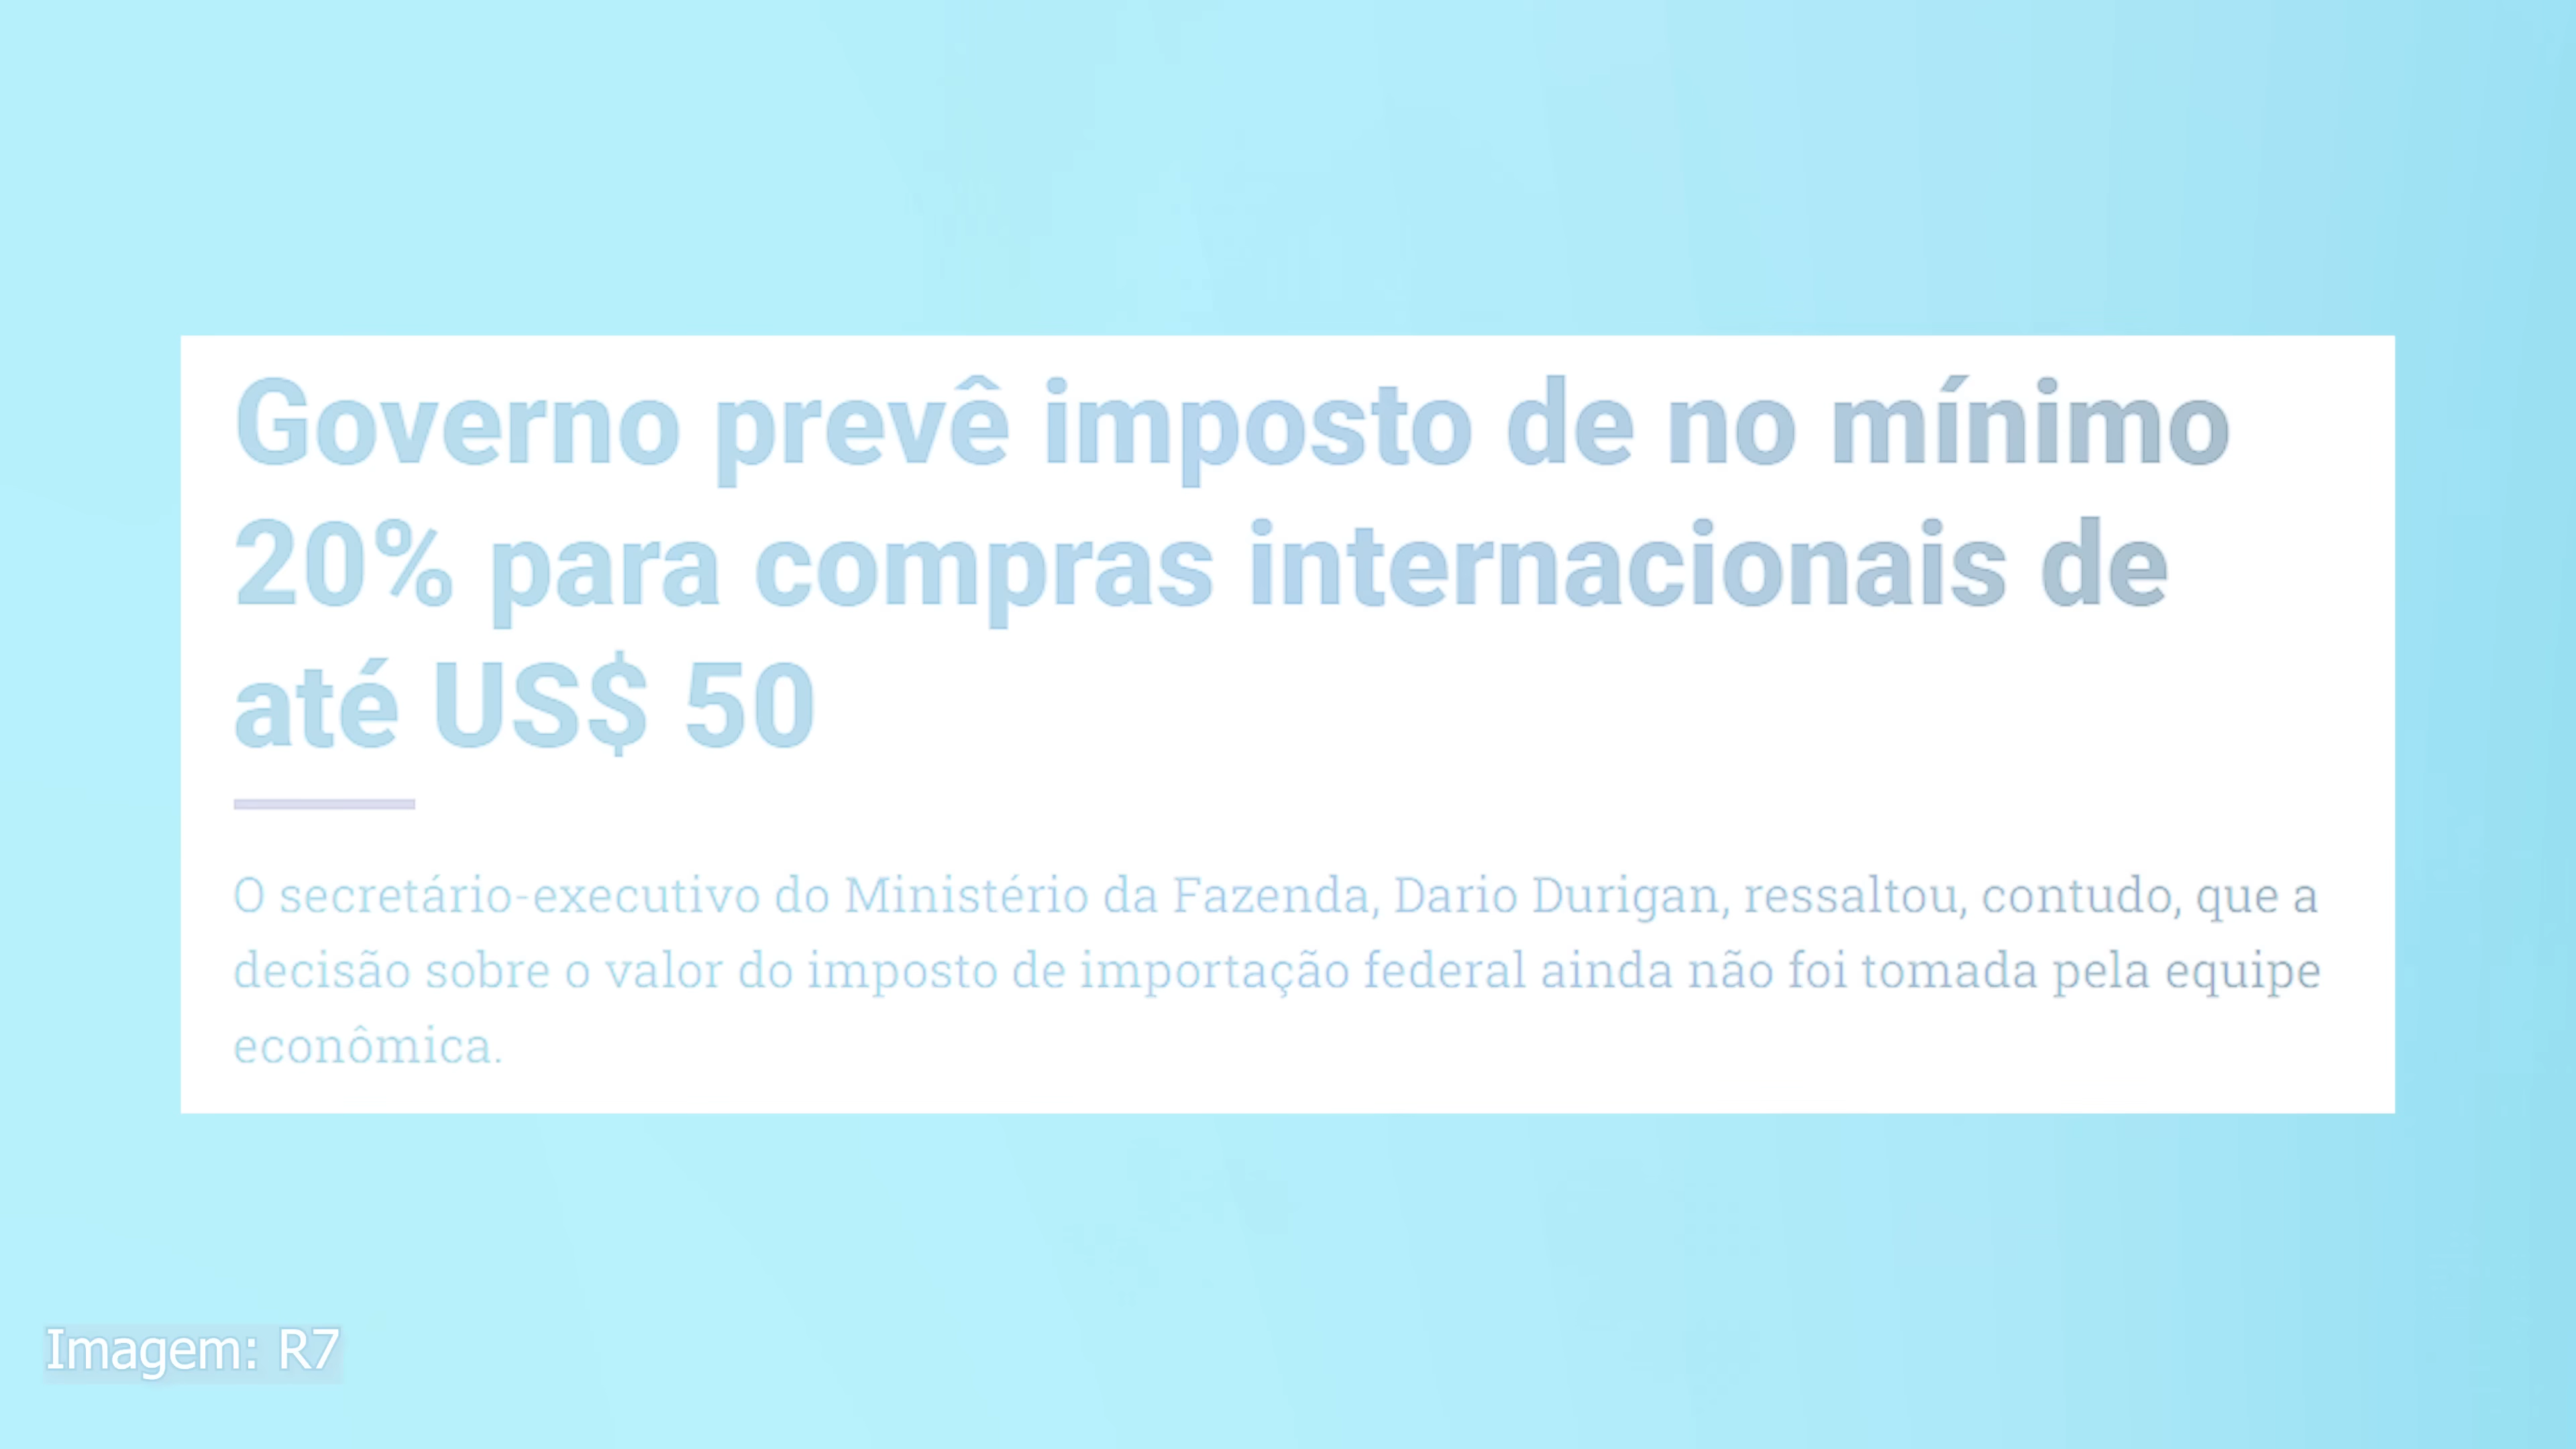 Governo prevê imposto de no mínimo
20% para compras internacionais de
até US$ 50
O secretário-executivo do Ministério da Fazenda, Dario Durigan, ressaltou, contudo, que a
decisão sobre o valor do imposto de importação federal ainda não foi tomada pela equipe
econômica.
Imagem: R7